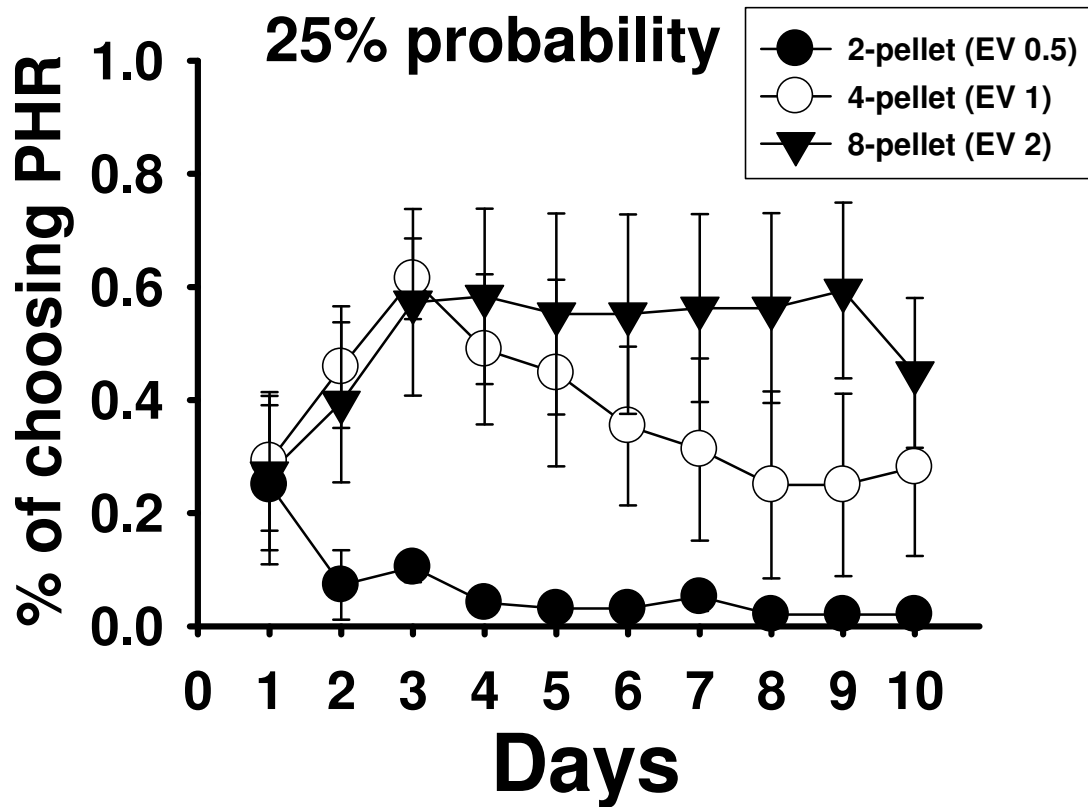 25% probability
2-pellet (EV 0.5)
4-pellet (EV 1)
8-pellet (EV 2)
% of choosing PHR
1.0
0.8
0.6
0.4
0.2
0.0
0 1 2 3 4 5 6 7 8 9 10
Days